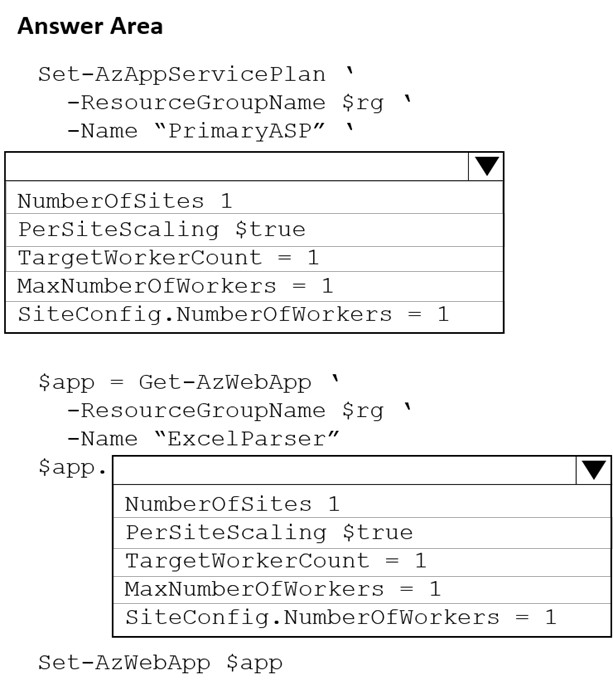 Answer Area
Set-AzAppServicePlan `
-ResourceGroupName $rg `
-Name “PrimaryASP” `
NumberOfSites 1
PerSiteScaling $true
TargetWorkerCount = 1
MaxNumberOfWorkers = 1
SiteConfig.NumberOfWorkers = 1
$app = Get-AzWebApp `
-ResourceGroupName $rg `
-Name “ExcelParser”
$app.
NumberOfSites 1
PerSiteScaling $true
TargetWorkerCount = 1
MaxNumberOfWorkers = 1
SiteConfig.NumberOfWorkers = 1
Set-AzWebApp $app